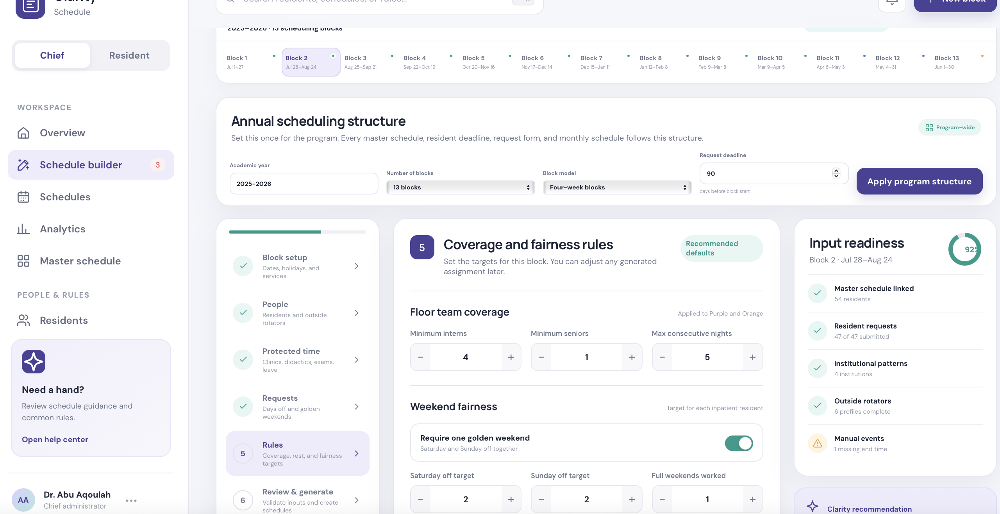 Clarity
Schedule
Search residents, schedules, or rules...
K
New block
Chief
Resident
2025–2026 · 13 scheduling blocks
Block 1
Jul 1–27
Block 2
Jul 28–Aug 24
Block 3
Aug 25–Sep 21
Block 4
Sep 22–Oct 19
Block 5
Oct 20–Nov 16
Block 6
Nov 17–Dec 14
Block 7
Dec 15–Jan 11
Block 8
Jan 12–Feb 8
Block 9
Feb 9–Mar 8
Block 10
Mar 9–Apr 5
Block 11
Apr 6–May 3
Block 12
May 4–31
Block 13
Jun 1–30
WORKSPACE
Overview
Schedule builder
3
Schedules
Analytics
Master schedule
PEOPLE & RULES
Residents
Need a hand?
Review schedule guidance and
common rules.
Open help center
AA
Dr. Abu Aqoulah
Chief administrator
Annual scheduling structure
Set this once for the program. Every master schedule, resident deadline, request form, and monthly schedule follows this structure.
Program-wide
Academic year
2025-2026
Number of blocks
13 blocks
Block model
Four-week blocks
Request deadline
90
days before block start
Apply program structure
Block setup
Dates, holidays, and
services
People
Residents and outside
rotators
Protected time
Clinics, didactics, exams,
leave
Requests
Days off and golden
weekends
5
Rules
Coverage, rest, and fairness
targets
6
Review & generate
Validate inputs and create
schedules
5
Coverage and fairness rules
Set the targets for this block. You can adjust any generated
assignment later.
Recommended
defaults
Floor team coverage
Applied to Purple and Orange
Minimum interns
− 4 +
Minimum seniors
− 1 +
Max consecutive nights
− 5 +
Weekend fairness
Target for each inpatient resident
Require one golden weekend
Saturday and Sunday off together
Saturday off target
− 2 +
Sunday off target
− 2 +
Full weekends worked
− 1 +
Input readiness
Block 2 · Jul 28–Aug 24
92%
Master schedule linked
54 residents
Resident requests
47 of 47 submitted
Institutional patterns
4 institutions
Outside rotators
6 profiles complete
Manual events
1 missing end time
Clarity recommendation